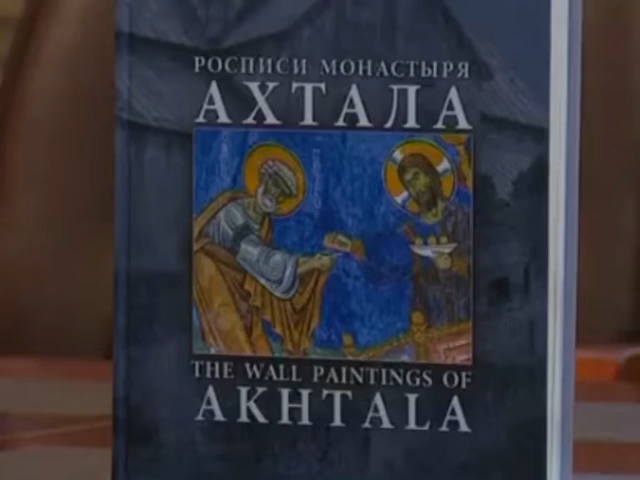 РОСПИСИ МОНАСТЫРЯ
АХТАЛА
THE WALL PAINTINGS OF
AKHTALA